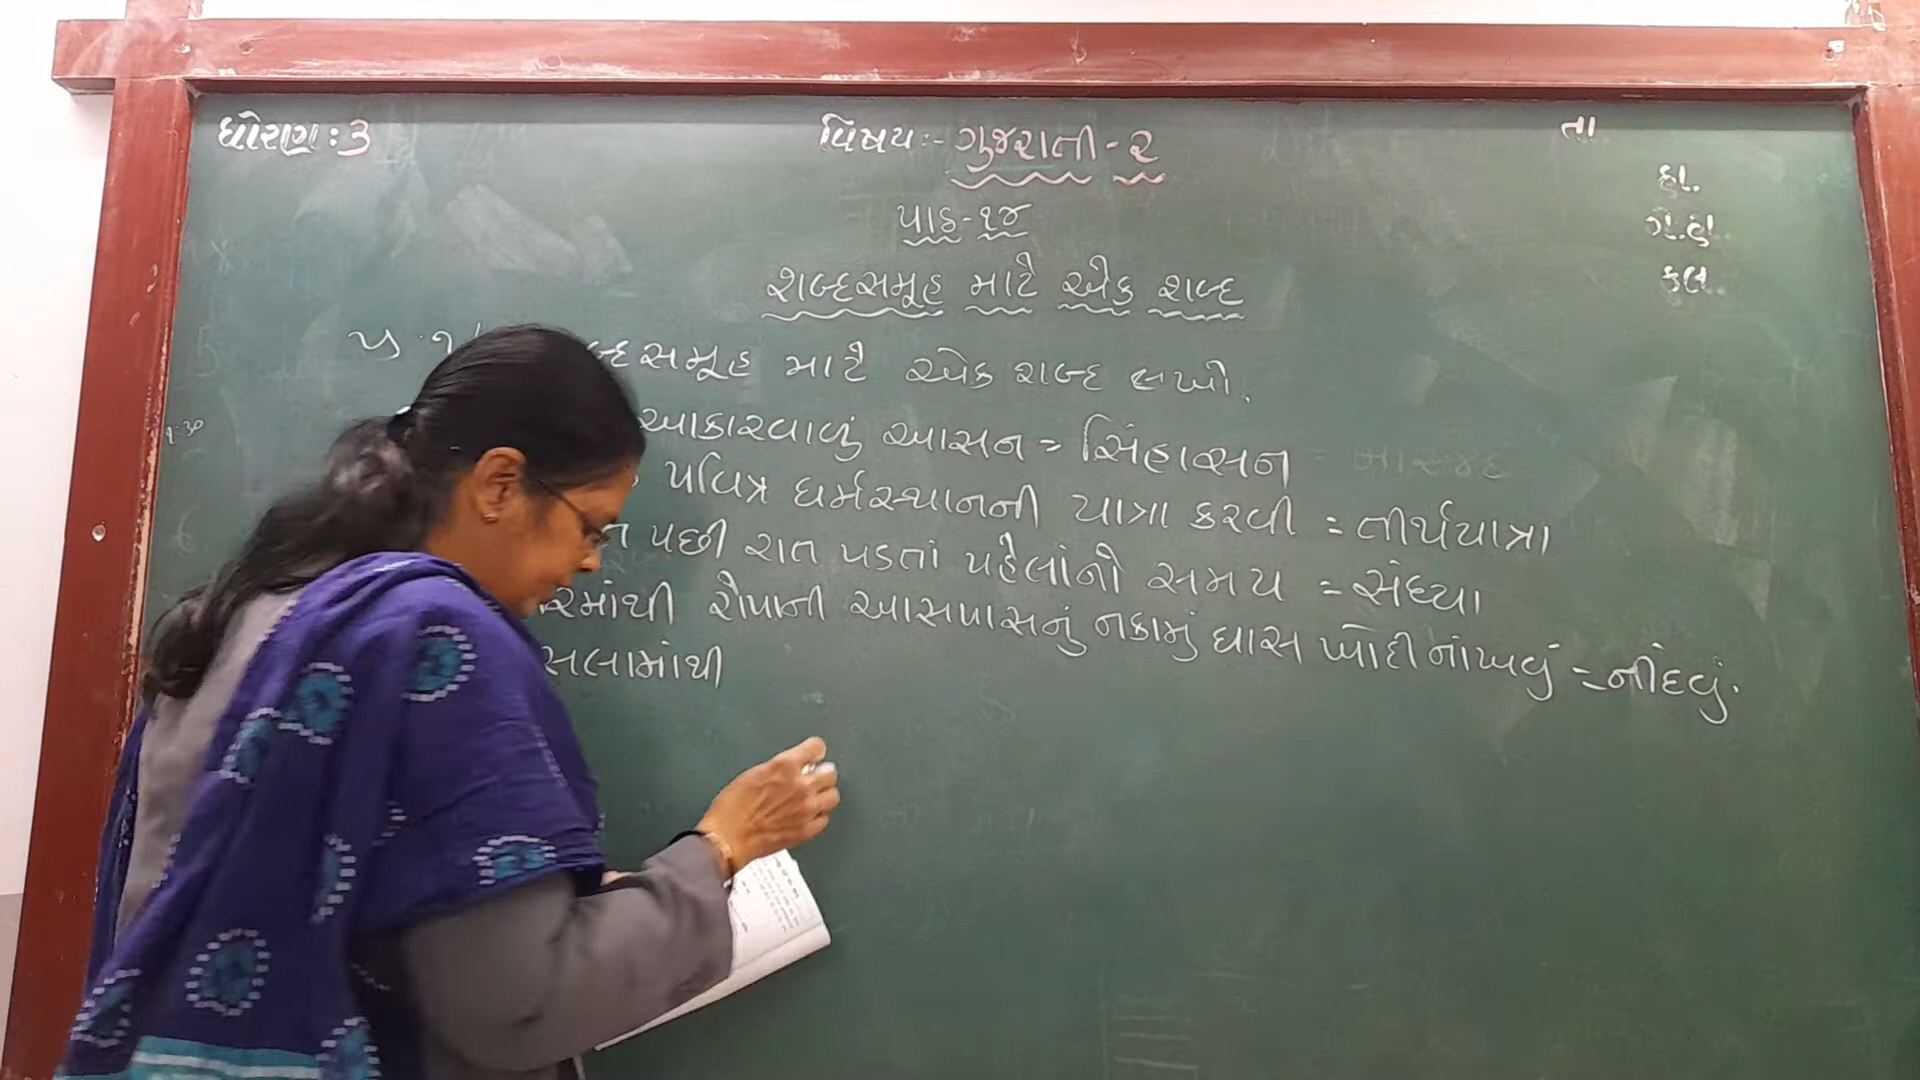 ધોરણ : 3
વિષય :- ગુજરાતી - ૨
તા
હા.
ગે.હા.
કુલ.
પાઠ - ૧૪
શબ્દસમૂહ માટે એક શબ્દ
શબ્દસમૂહ માટે એક શબ્દ લખો.
આકારવાળું આસન = સિંહાસન
પવિત્ર ધર્મસ્થાનની યાત્રા કરવી = તીર્થયાત્રા
પછી રાત પડતાં પહેલાંનો સમય = સંધ્યા
રોપાની આસપાસનું નકામું ઘાસ ખોદી નાંખવું = નીંદવું.
સલામાંથી